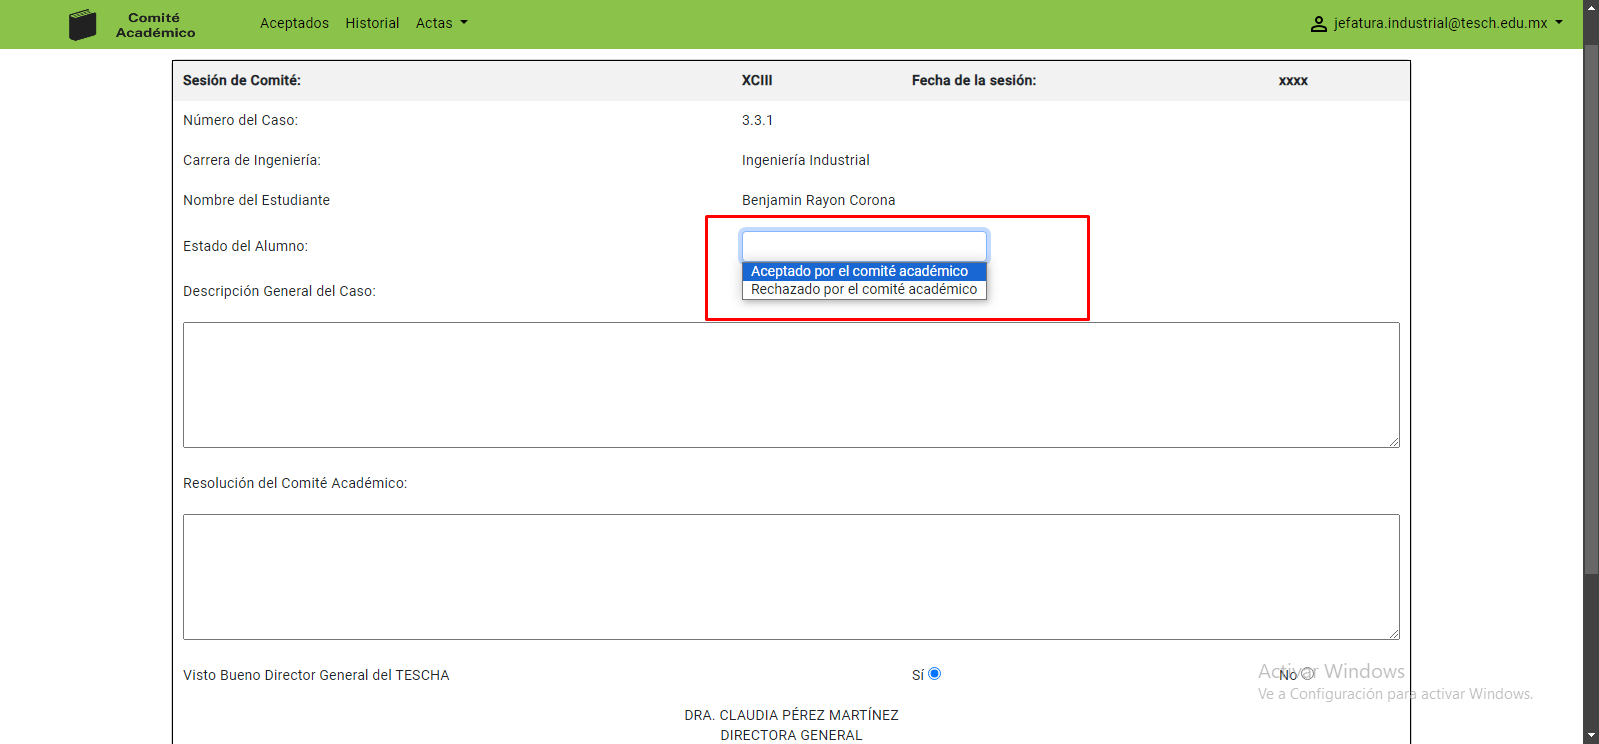 Comité
Académico
Aceptados Historial Actas
jefatura.industrial@tesch.edu.mx
Sesión de Comité: XCIII Fecha de la sesión: xxxx
Número del Caso: 3.3.1
Carrera de Ingeniería: Ingeniería Industrial
Nombre del Estudiante Benjamin Rayon Corona
Estado del Alumno:
Aceptado por el comité académico
Rechazado por el comité académico
Descripción General del Caso:
Resolución del Comité Académico:
Visto Bueno Director General del TESCHA Sí No
Activar Windows
Ve a Configuración para activar Windows.
DRA. CLAUDIA PÉREZ MARTÍNEZ
DIRECTORA GENERAL